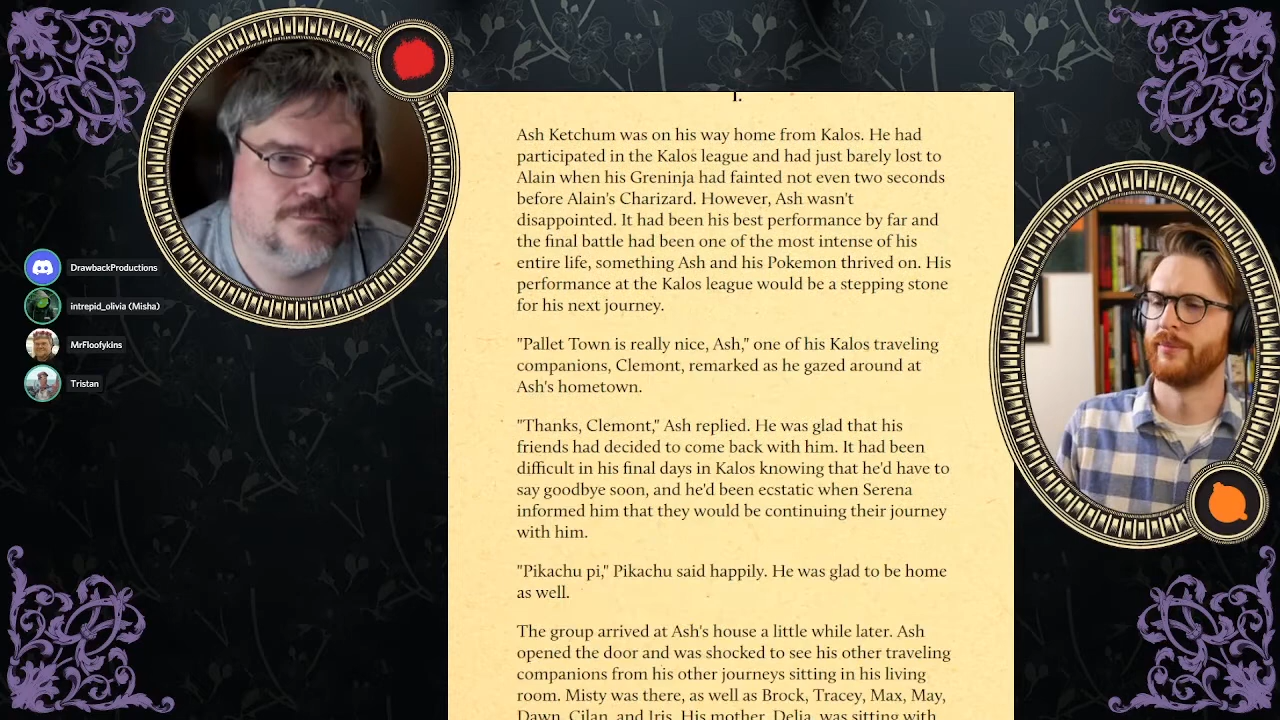 DrawbackProductions
intrepid_olivia (Misha)
MrFloofykins
Tristan
I.
Ash Ketchum was on his way home from Kalos. He had
participated in the Kalos league and had just barely lost to
Alain when his Greninja had fainted not even two seconds
before Alain's Charizard. However, Ash wasn't
disappointed. It had been his best performance by far and
the final battle had been one of the most intense of his
entire life, something Ash and his Pokemon thrived on. His
performance at the Kalos league would be a stepping stone
for his next journey.
"Pallet Town is really nice, Ash," one of his Kalos traveling
companions, Clemont, remarked as he gazed around at
Ash's hometown.
"Thanks, Clemont," Ash replied. He was glad that his
friends had decided to come back with him. It had been
difficult in his final days in Kalos knowing that he'd have to
say goodbye soon, and he'd been ecstatic when Serena
informed him that they would be continuing their journey
with him.
"Pikachu pi," Pikachu said happily. He was glad to be home
as well.
The group arrived at Ash's house a little while later. Ash
opened the door and was shocked to see his other traveling
companions from his other journeys sitting in his living
room. Misty was there, as well as Brock, Tracey, Max, May,
Dawn, Cilan, and Iris. His mother, Delia, was sitting with